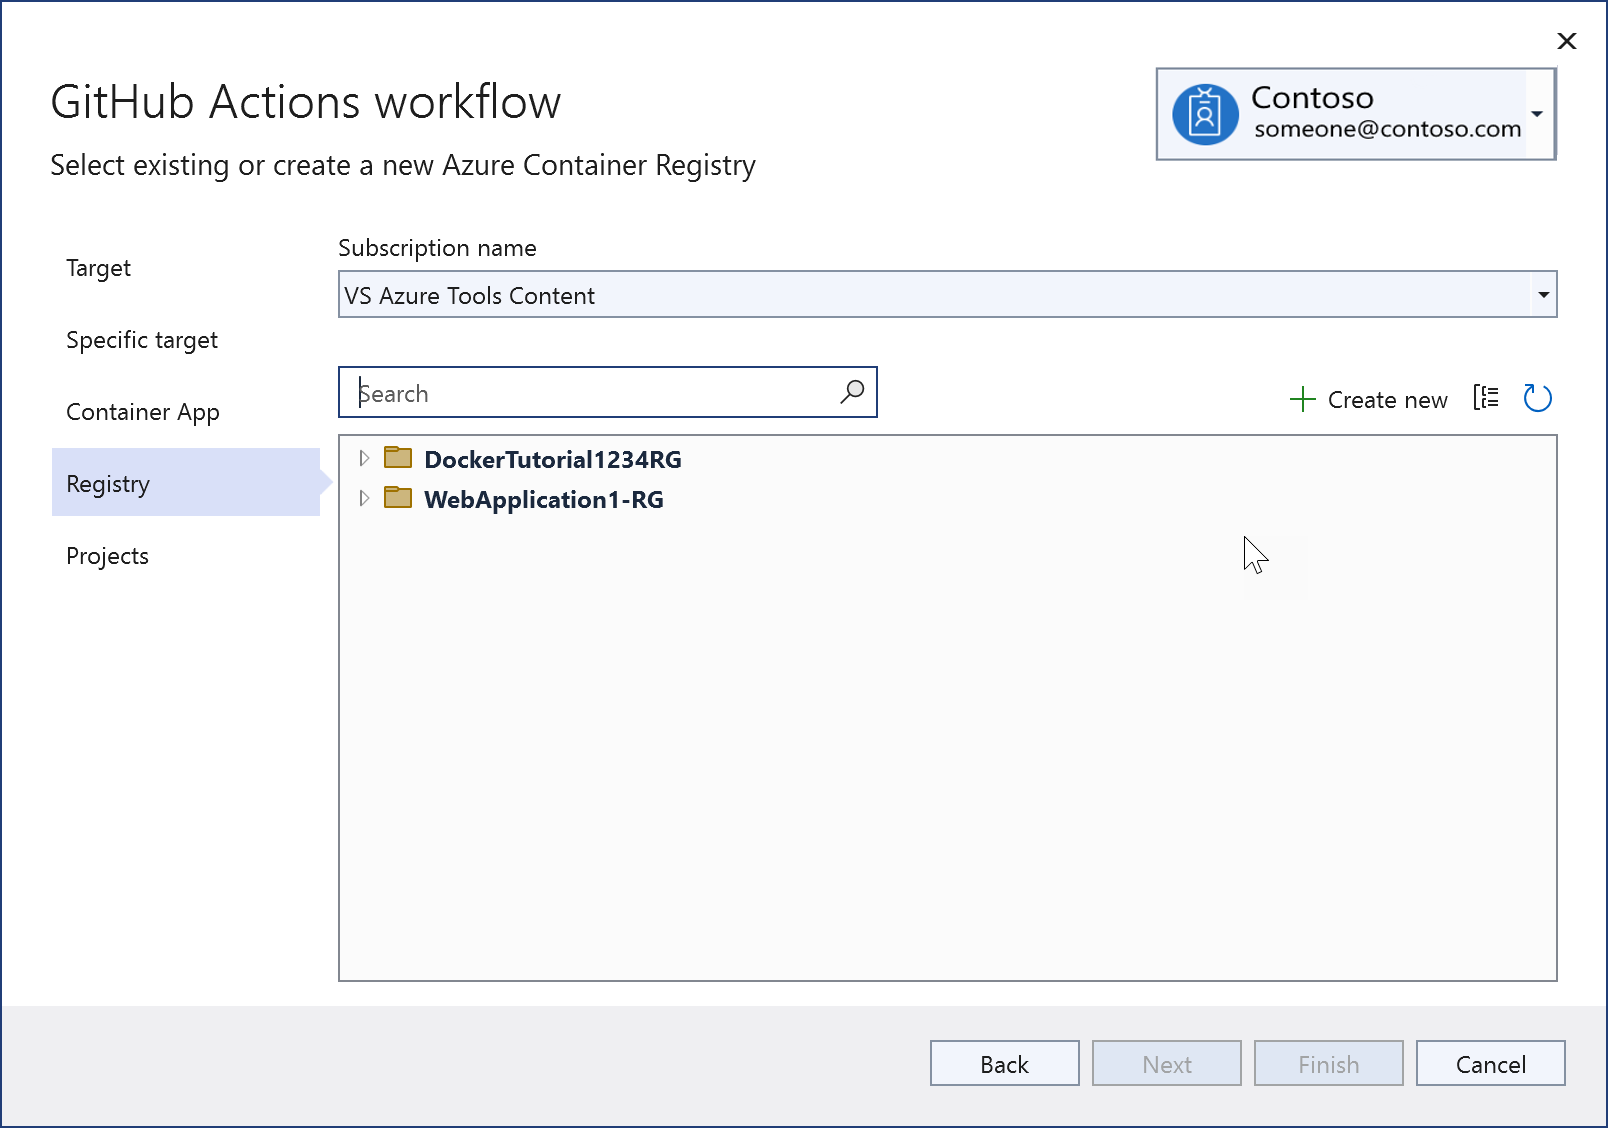 GitHub Actions workflow
Select existing or create a new Azure Container Registry
Contoso
someone@contoso.com
Target
Specific target
Container App
Registry
Projects
Subscription name
VS Azure Tools Content
Search
Create new
DockerTutorial1234RG
WebApplication1-RG
Back
Next
Finish
Cancel